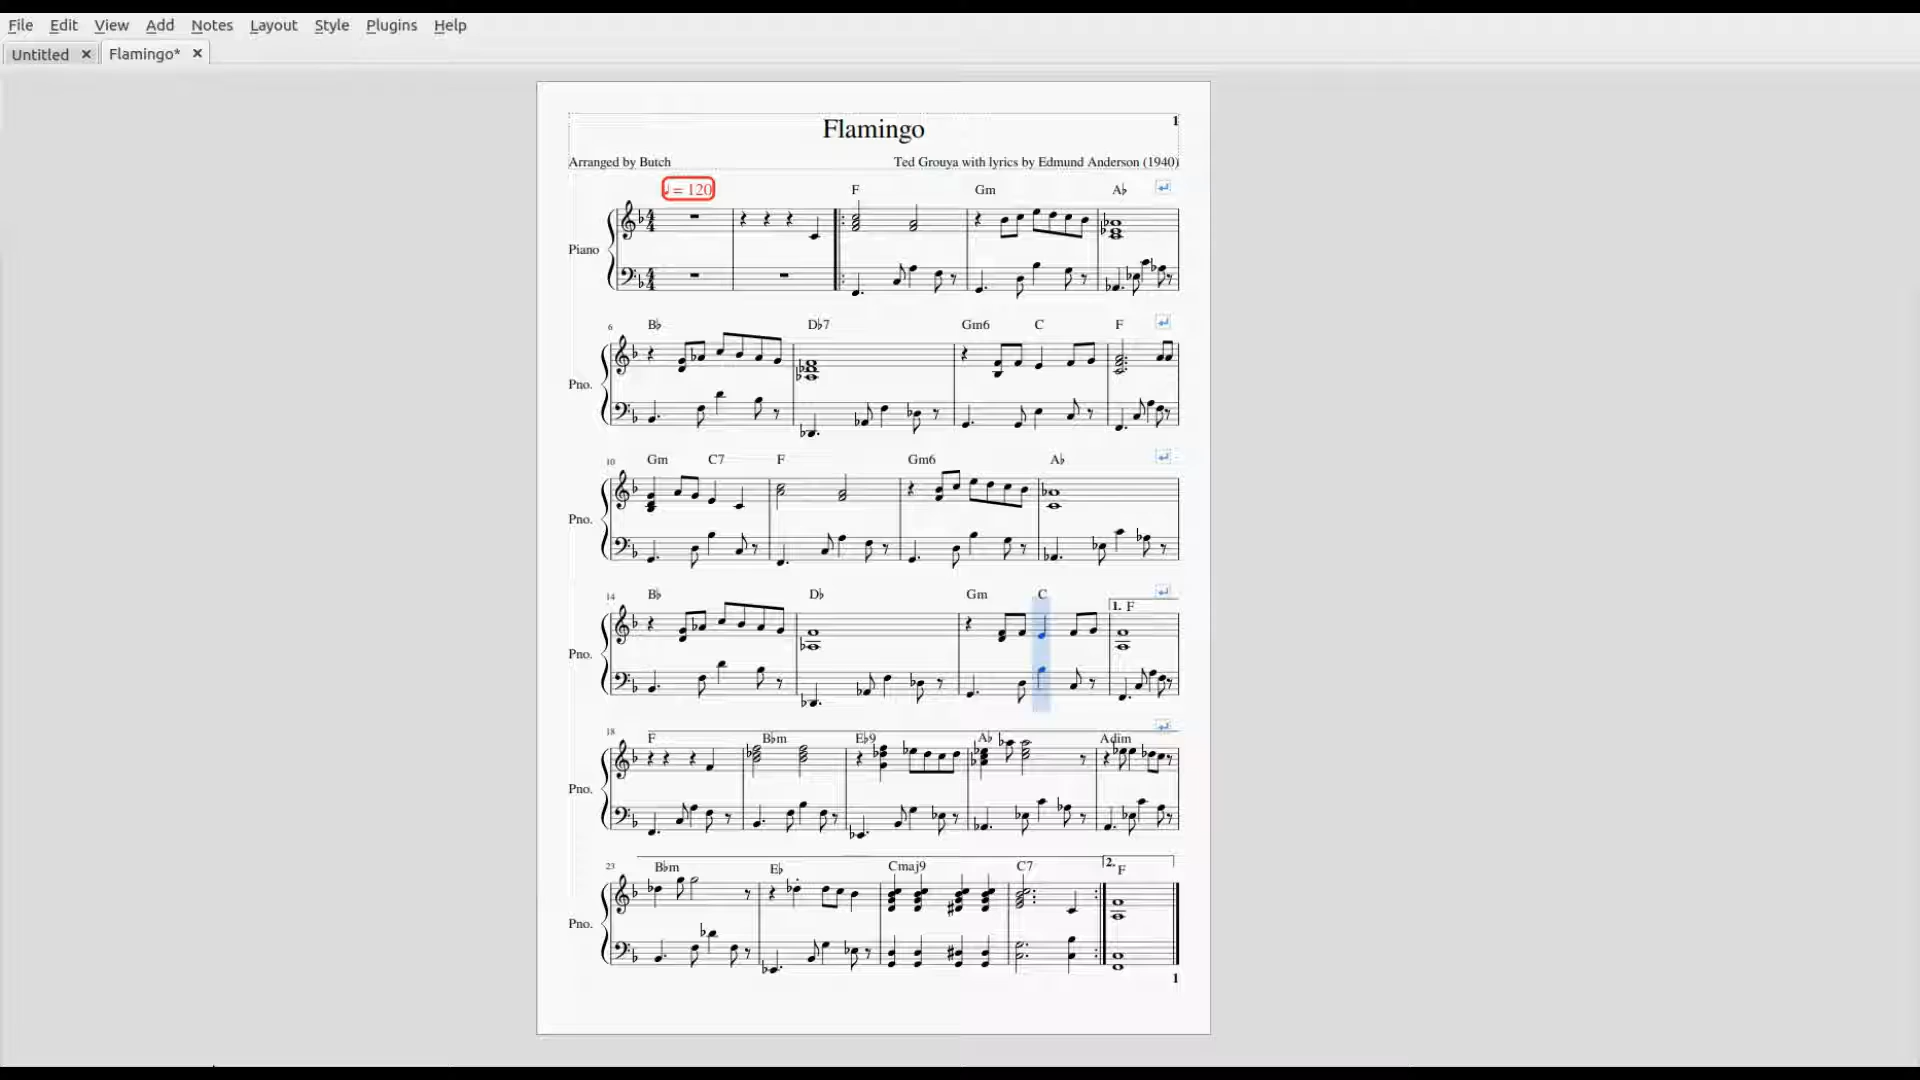 File Edit View Add Notes Layout Style Plugins Help
Untitled × Flamingo* ×
Flamingo
1
Arranged by Butch Ted Grouya with lyrics by Edmund Anderson (1940)
♩ = 120 F Gm A♭
Piano
6 B♭ D♭7 Gm6 C F
Pno.
10 Gm C7 F Gm6 A♭
Pno.
14 B♭ D♭ Gm C 1. F
Pno.
18 F B♭m E♭9 A♭ Adim
Pno.
23 B♭m E♭ Cmaj9 C7 2. F
Pno.
1